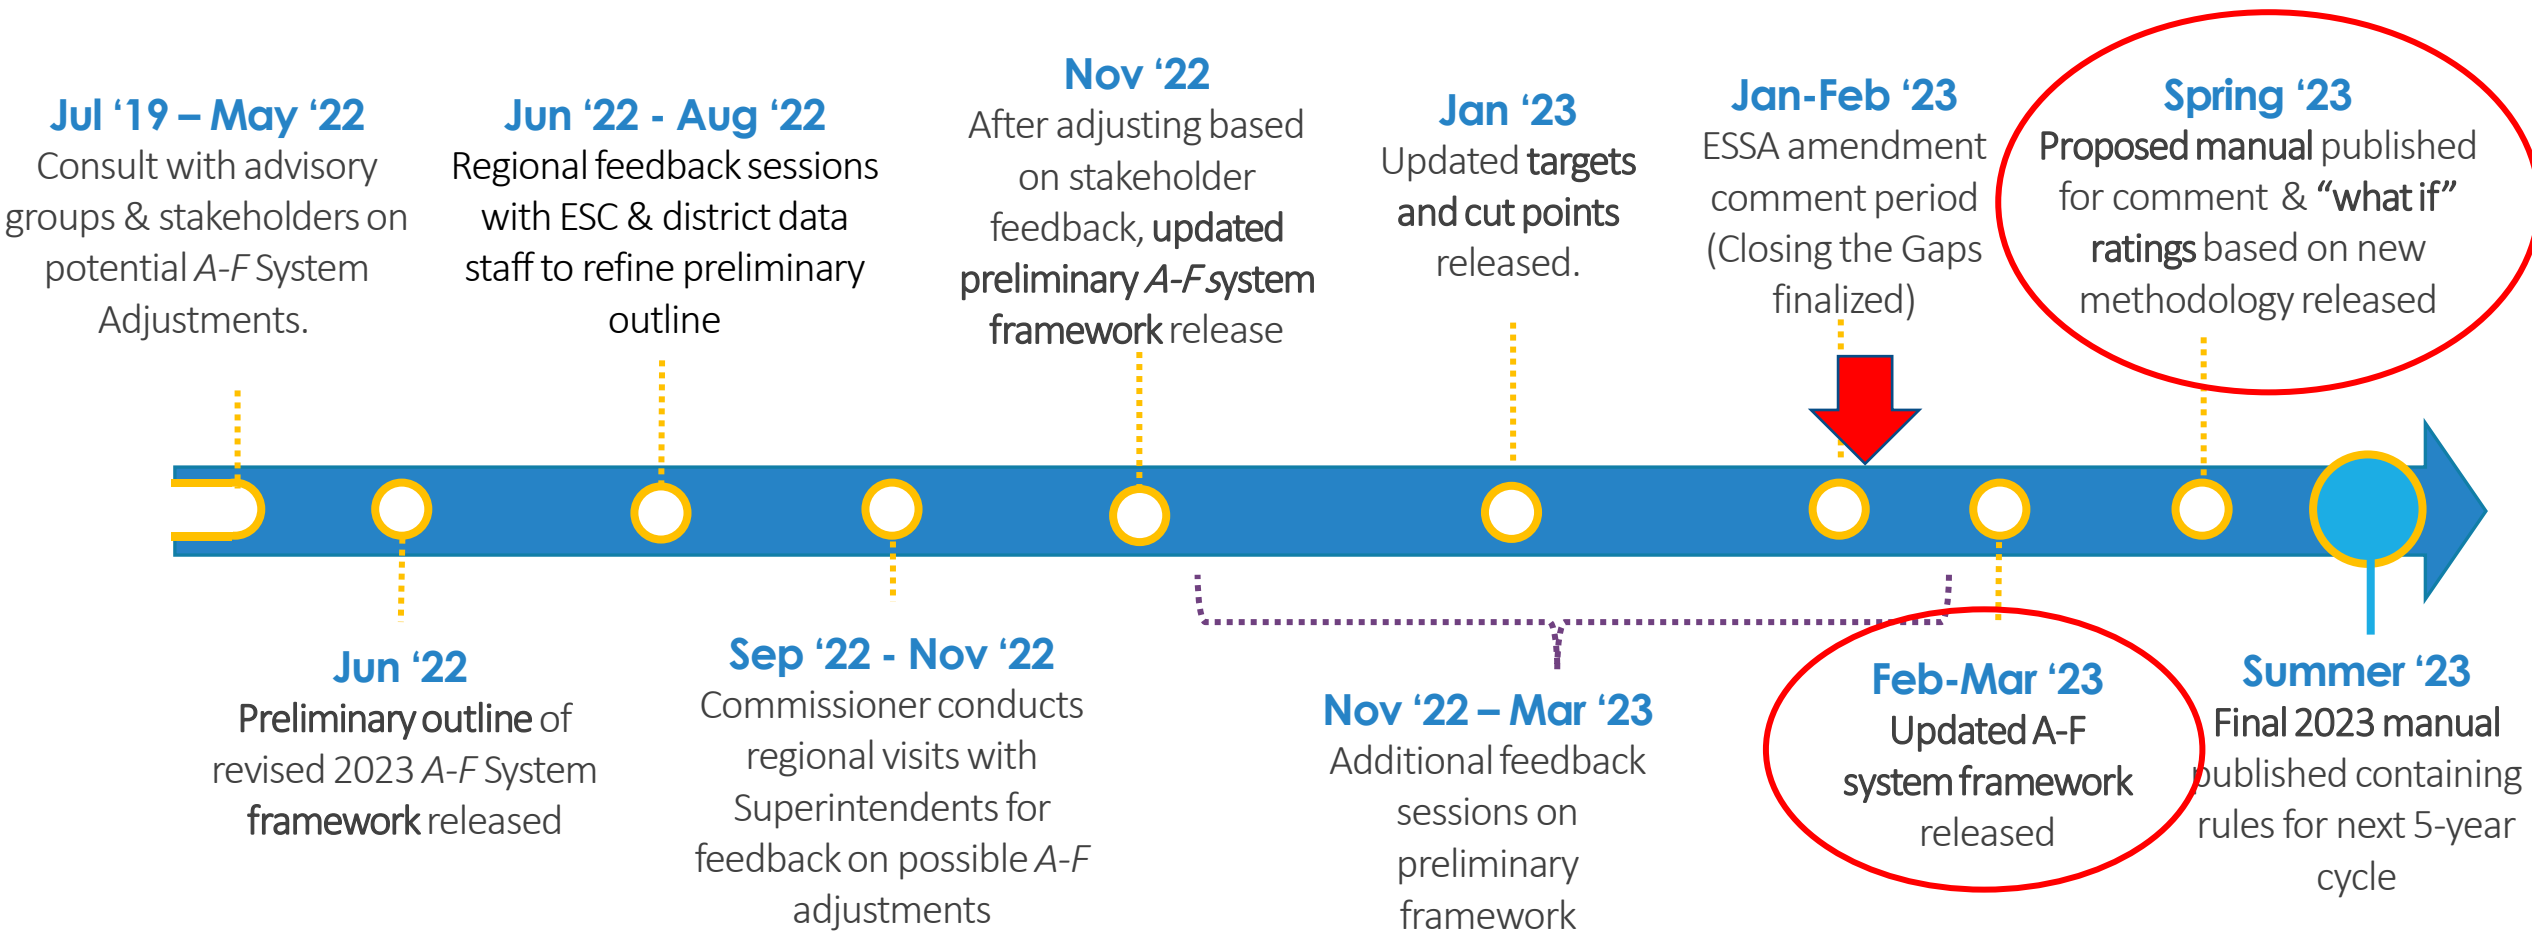 Jul ‘19 – May ‘22
Consult with advisory
groups & stakeholders on
potential A-F System
Adjustments.
Jun ‘22 - Aug ‘22
Regional feedback sessions
with ESC & district data
staff to refine preliminary
outline
Nov ‘22
After adjusting based
on stakeholder
feedback, updated
preliminary A-F system
framework release
Jan ‘23
Updated targets
and cut points
released.
Jan-Feb ‘23
ESSA amendment
comment period
(Closing the Gaps
finalized)
Spring ‘23
Proposed manual published
for comment & “what if”
ratings based on new
methodology released
Jun ‘22
Preliminary outline of
revised 2023 A-F System
framework released
Sep ‘22 - Nov ‘22
Commissioner conducts
regional visits with
Superintendents for
feedback on possible A-F
adjustments
Nov ‘22 – Mar ‘23
Additional feedback
sessions on
preliminary
framework
Feb-Mar ‘23
Updated A-F
system framework
released
Summer ‘23
Final 2023 manual
published containing
rules for next 5-year
cycle